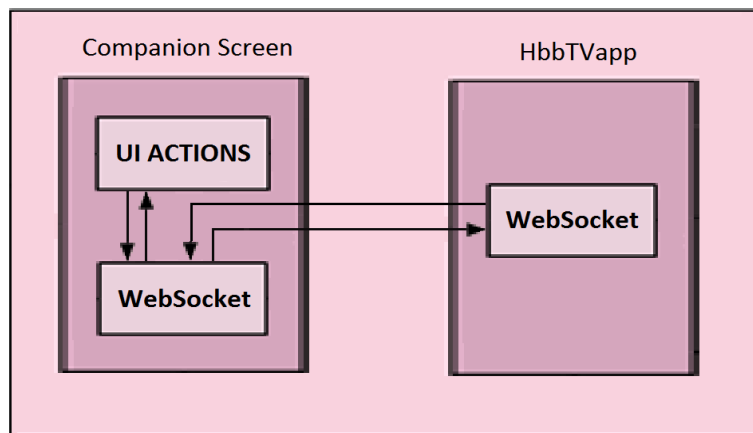 Companion Screen
HbbTVapp
UI ACTIONS
WebSocket
WebSocket